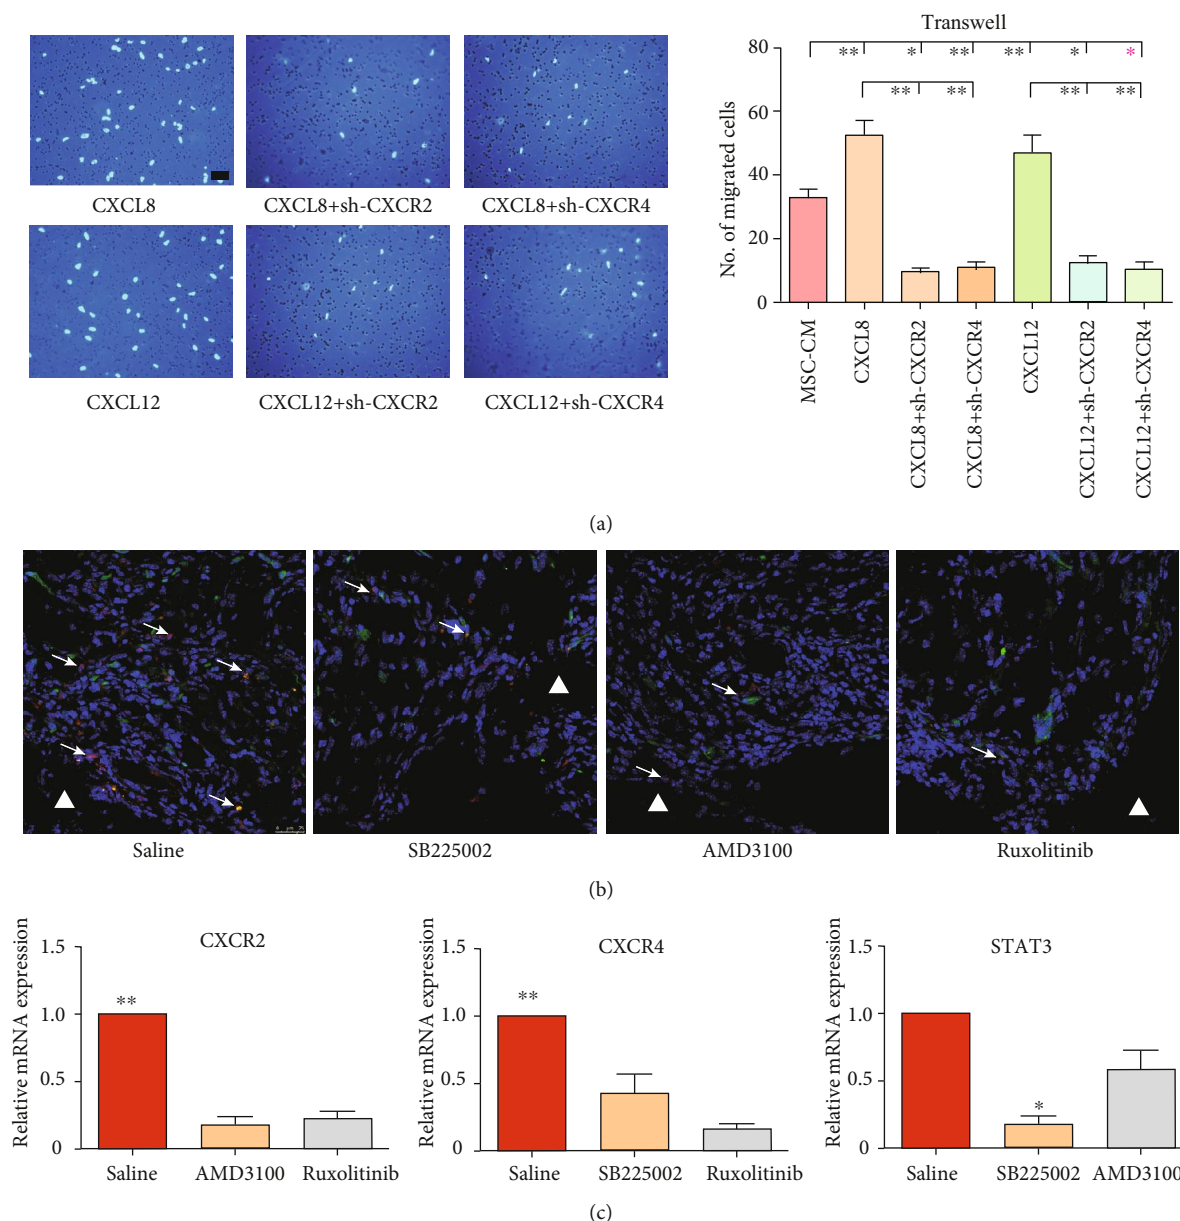 Transwell
80
60
40
20
0
No. of migrated cells
** * ** ** * *
** ** ** **
MSC-CM
CXCL8
CXCL8+sh-CXCR2
CXCL8+sh-CXCR4
CXCL12
CXCL12+sh-CXCR2
CXCL12+sh-CXCR4
CXCL8 CXCL8+sh-CXCR2 CXCL8+sh-CXCR4
CXCL12 CXCL12+sh-CXCR2 CXCL12+sh-CXCR4
(a)
Saline SB225002 AMD3100 Ruxolitinib
(b)
CXCR2
Relative mRNA expression
1.5
1.0
0.5
0
**
Saline AMD3100 Ruxolitinib
CXCR4
Relative mRNA expression
1.5
1.0
0.5
0
**
Saline SB225002 Ruxolitinib
STAT3
Relative mRNA expression
1.5
1.0
0.5
0
*
Saline SB225002 AMD3100
(c)